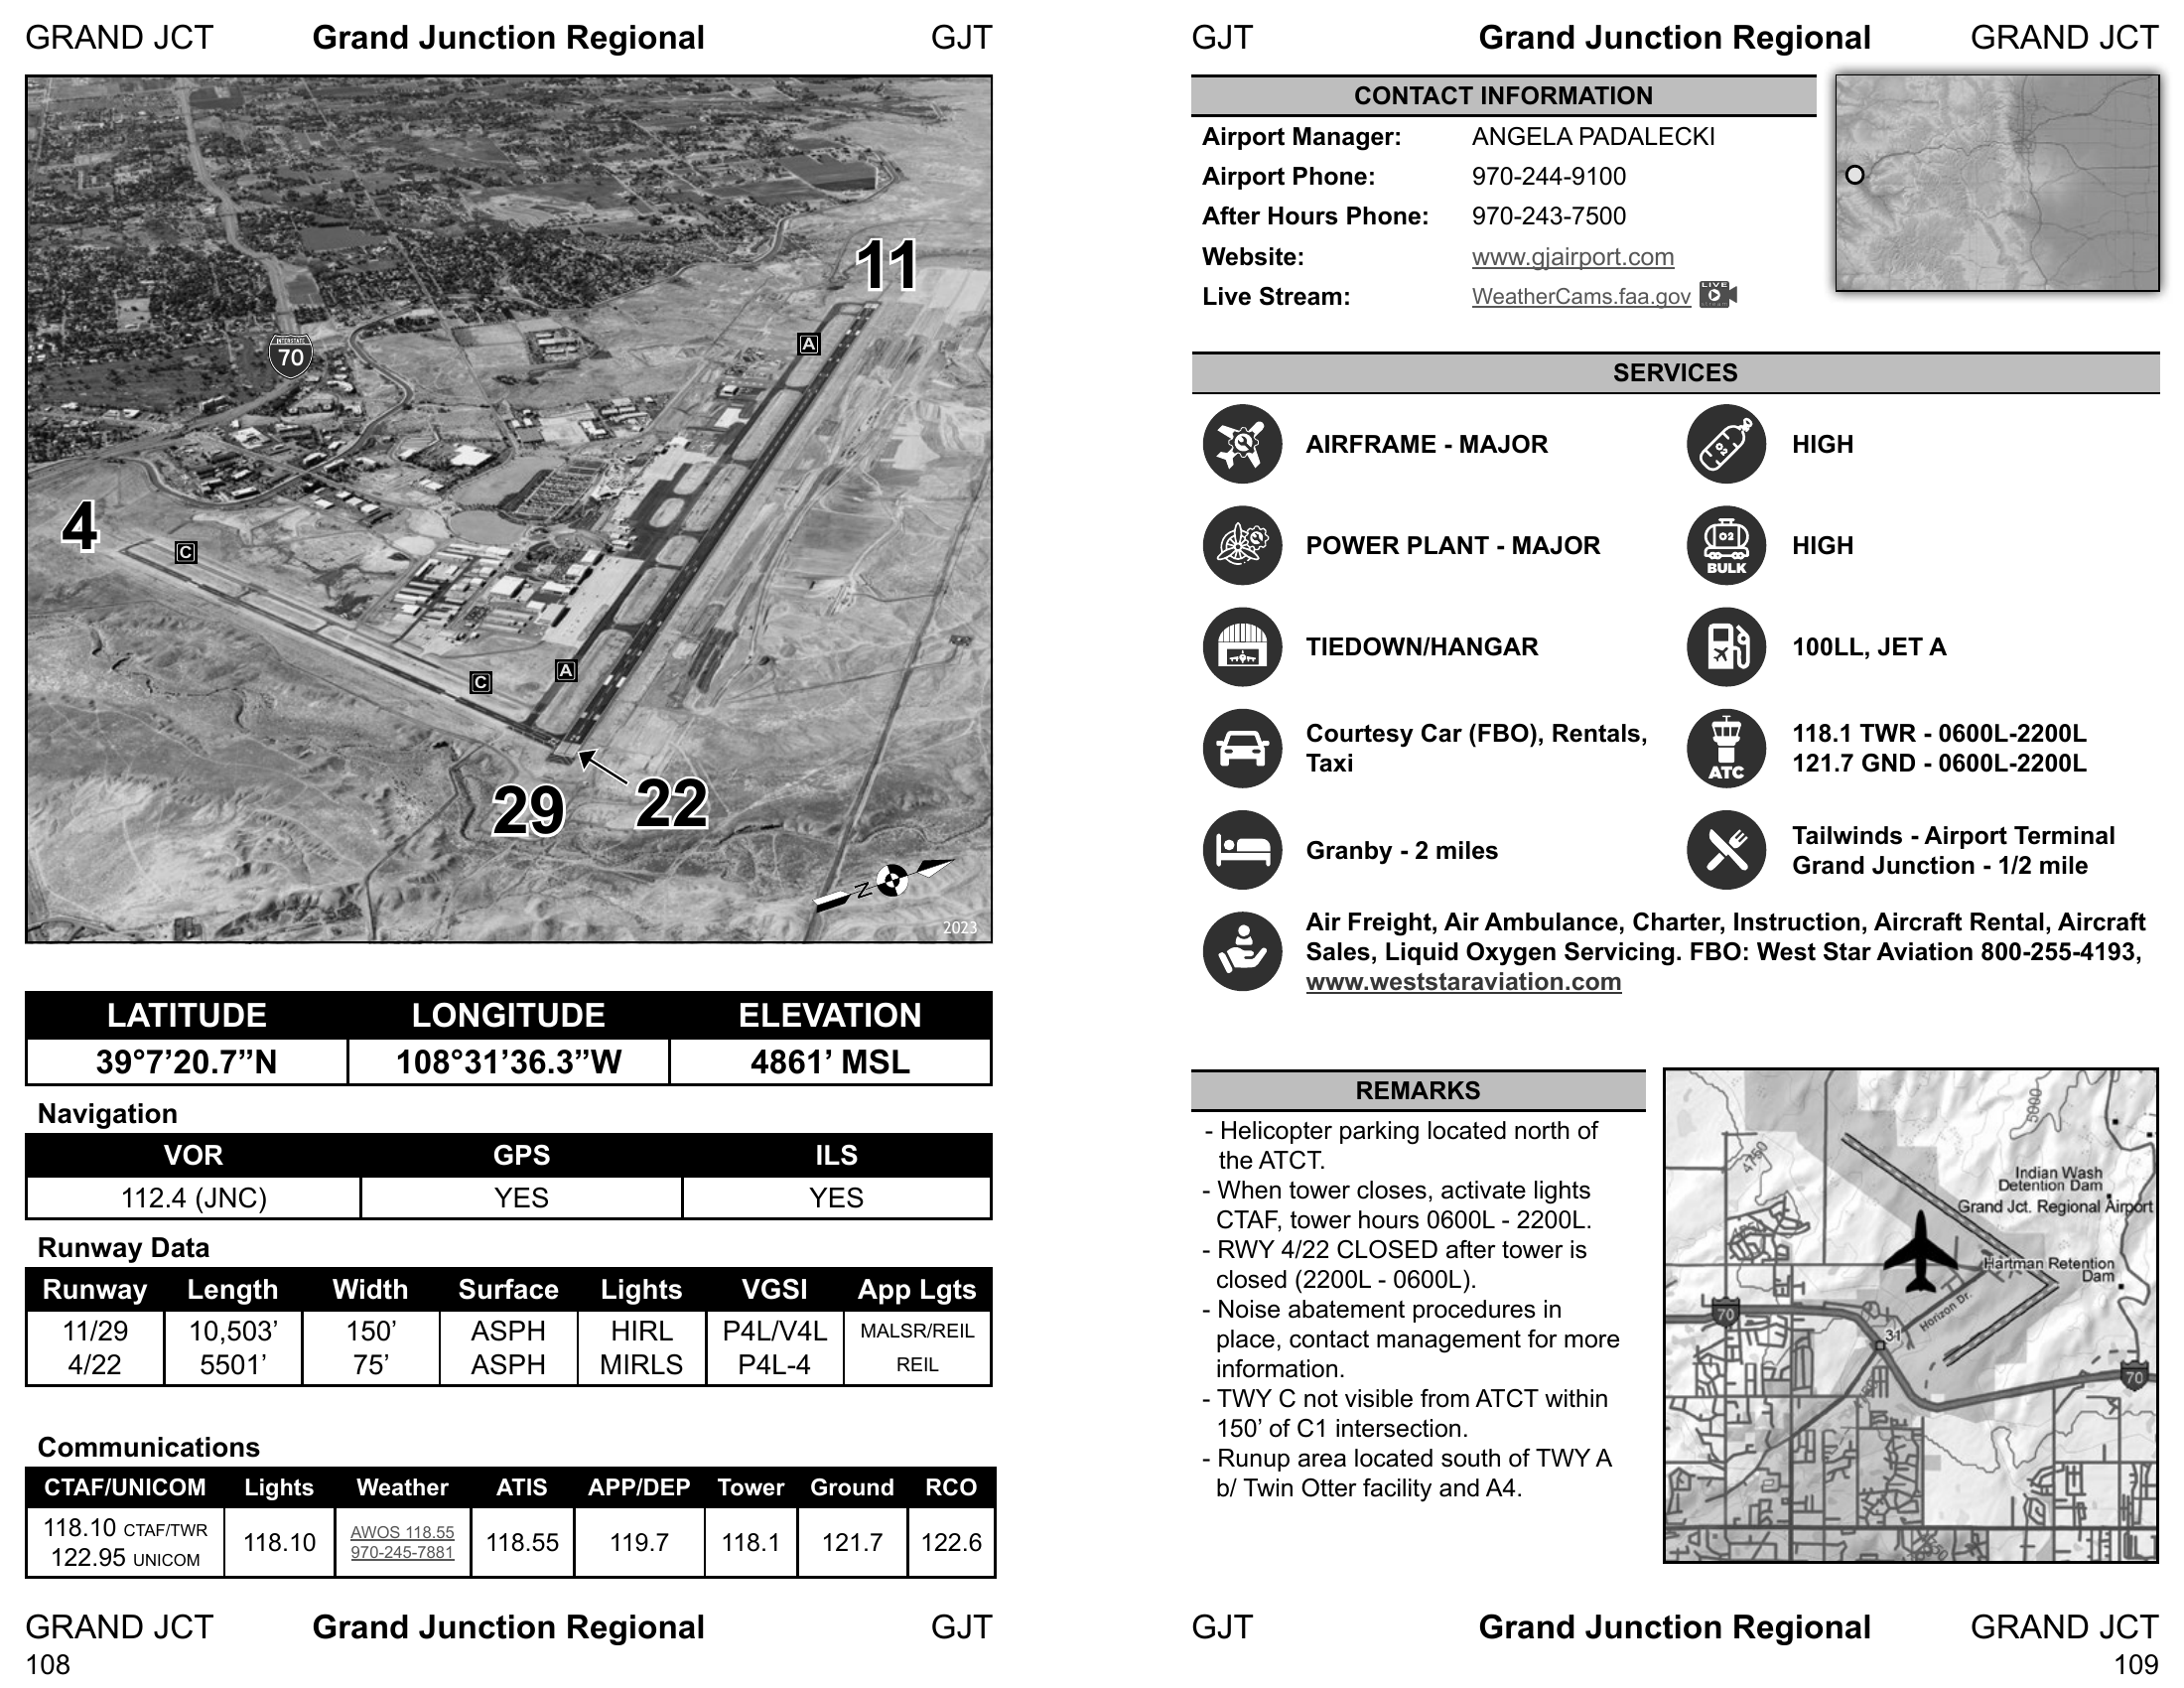 GRAND JCT Grand Junction Regional GJT
11
A
INTERSTATE
70
4
C
C
A
29
22
N
2023
LATITUDE LONGITUDE ELEVATION
39°7’20.7”N 108°31’36.3”W 4861’ MSL
Navigation
VOR GPS ILS
112.4 (JNC) YES YES
Runway Data
Runway Length Width Surface Lights VGSI App Lgts
11/29 10,503’ 150’ ASPH HIRL P4L/V4L MALSR/REIL
4/22 5501’ 75’ ASPH MIRLS P4L-4 REIL
Communications
CTAF/UNICOM Lights Weather ATIS APP/DEP Tower Ground RCO
118.10 CTAF/TWR
122.95 UNICOM
118.10
AWOS 118.55
970-245-7881
118.55 119.7 118.1 121.7 122.6
GRAND JCT Grand Junction Regional GJT
108
GJT Grand Junction Regional GRAND JCT
CONTACT INFORMATION
Airport Manager: ANGELA PADALECKI
Airport Phone: 970-244-9100
After Hours Phone: 970-243-7500
Website: www.gjairport.com
Live Stream: WeatherCams.faa.gov LIVE
SERVICES
AIRFRAME - MAJOR
O2
HIGH
POWER PLANT - MAJOR
O2
BULK
HIGH
TIEDOWN/HANGAR
100LL, JET A
Courtesy Car (FBO), Rentals,
Taxi
ATC
118.1 TWR - 0600L-2200L
121.7 GND - 0600L-2200L
Granby - 2 miles
Tailwinds - Airport Terminal
Grand Junction - 1/2 mile
Air Freight, Air Ambulance, Charter, Instruction, Aircraft Rental, Aircraft
Sales, Liquid Oxygen Servicing. FBO: West Star Aviation 800-255-4193,
www.weststaraviation.com
REMARKS
- Helicopter parking located north of
the ATCT.
- When tower closes, activate lights
CTAF, tower hours 0600L - 2200L.
- RWY 4/22 CLOSED after tower is
closed (2200L - 0600L).
- Noise abatement procedures in
place, contact management for more
information.
- TWY C not visible from ATCT within
150’ of C1 intersection.
- Runup area located south of TWY A
b/ Twin Otter facility and A4.
5000
4750
Indian Wash
Detention Dam
Grand Jct. Regional Airport
Hartman Retention
Dam
Horizon Dr.
70
31
70
GJT Grand Junction Regional GRAND JCT
109